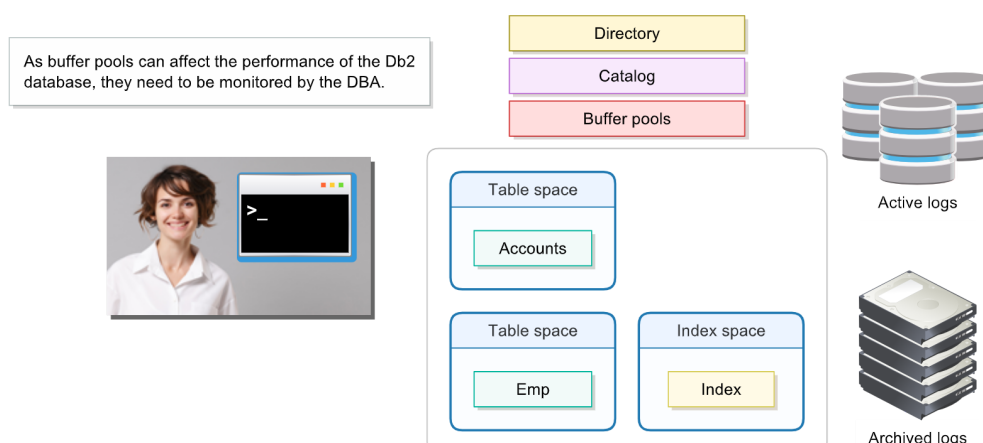 As buffer pools can affect the performance of the Db2
database, they need to be monitored by the DBA.
Directory
Catalog
Buffer pools
>_
Table space
Accounts
Table space
Emp
Index space
Index
Active logs
Archived logs